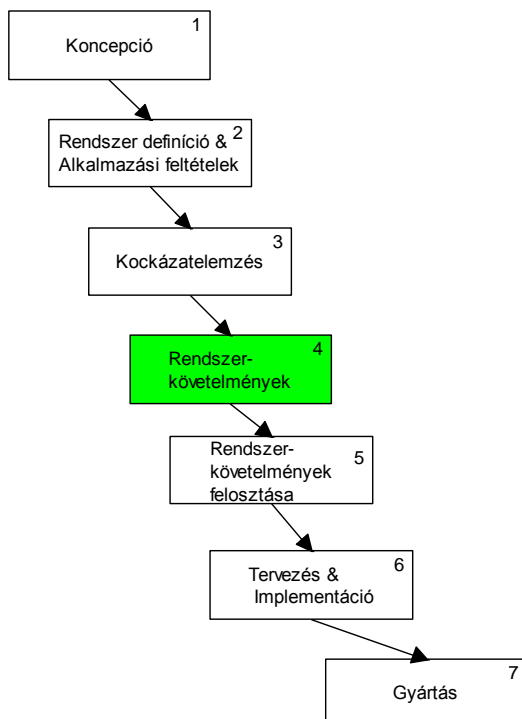 1
Koncepció
2
Rendszer definíció &
Alkalmazási feltételek
3
Kockázatelemzés
4
Rendszer-
követelmények
5
Rendszer-
követelmények
felosztása
6
Tervezés &
Implementáció
7
Gyártás